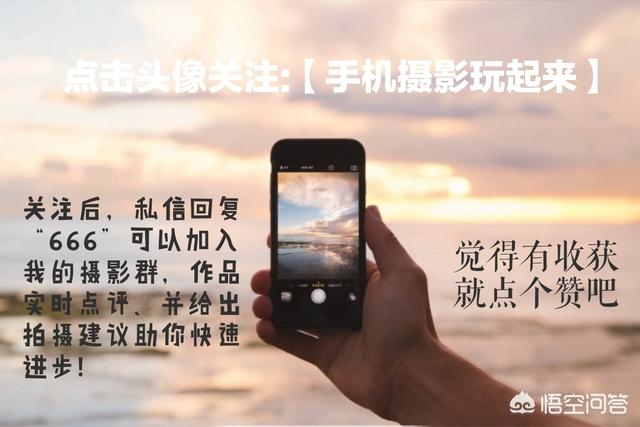 点击头像关注:【手机摄影玩起来】
关注后，私信回复
“666”可以加入
我的摄影群，作品
实时点评、并给出
拍摄建议助你快速
进步！
觉得有收获
就点个赞吧
悟空问答